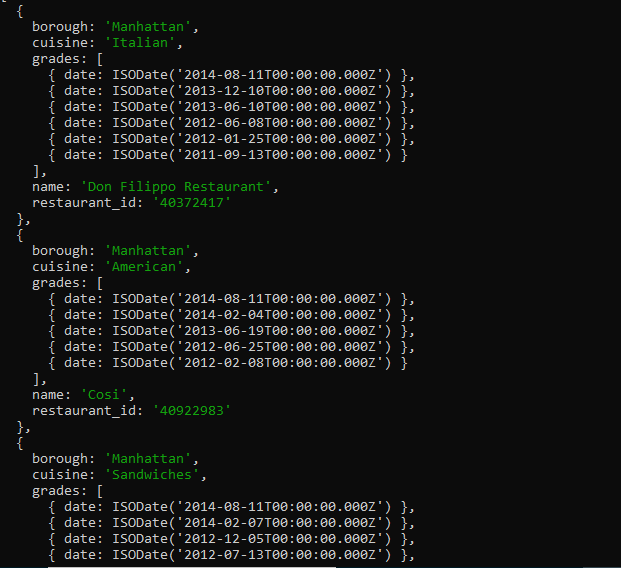 {
borough: 'Manhattan',
cuisine: 'Italian',
grades: [
{ date: ISODate('2014-08-11T00:00:00.000Z') },
{ date: ISODate('2013-12-10T00:00:00.000Z') },
{ date: ISODate('2013-06-10T00:00:00.000Z') },
{ date: ISODate('2012-06-08T00:00:00.000Z') },
{ date: ISODate('2012-01-25T00:00:00.000Z') },
{ date: ISODate('2011-09-13T00:00:00.000Z') }
],
name: 'Don Filippo Restaurant',
restaurant_id: '40372417'
},
{
borough: 'Manhattan',
cuisine: 'American',
grades: [
{ date: ISODate('2014-08-11T00:00:00.000Z') },
{ date: ISODate('2014-02-04T00:00:00.000Z') },
{ date: ISODate('2013-06-19T00:00:00.000Z') },
{ date: ISODate('2012-06-25T00:00:00.000Z') },
{ date: ISODate('2012-02-08T00:00:00.000Z') }
],
name: 'Cosi',
restaurant_id: '40922983'
},
{
borough: 'Manhattan',
cuisine: 'Sandwiches',
grades: [
{ date: ISODate('2014-08-11T00:00:00.000Z') },
{ date: ISODate('2014-02-07T00:00:00.000Z') },
{ date: ISODate('2012-12-05T00:00:00.000Z') },
{ date: ISODate('2012-07-13T00:00:00.000Z') },